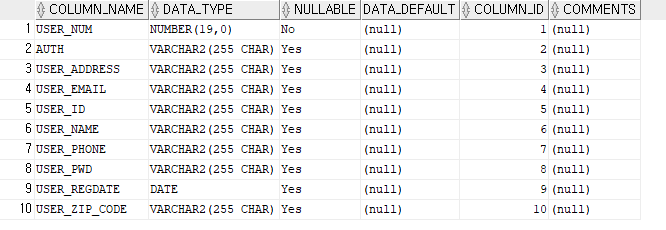 COLUMN_NAME DATA_TYPE NULLABLE DATA_DEFAULT COLUMN_ID COMMENTS
1 USER_NUM NUMBER(19,0) No (null) 1 (null)
2 AUTH VARCHAR2(255 CHAR) Yes (null) 2 (null)
3 USER_ADDRESS VARCHAR2(255 CHAR) Yes (null) 3 (null)
4 USER_EMAIL VARCHAR2(255 CHAR) Yes (null) 4 (null)
5 USER_ID VARCHAR2(255 CHAR) Yes (null) 5 (null)
6 USER_NAME VARCHAR2(255 CHAR) Yes (null) 6 (null)
7 USER_PHONE VARCHAR2(255 CHAR) Yes (null) 7 (null)
8 USER_PWD VARCHAR2(255 CHAR) Yes (null) 8 (null)
9 USER_REGDATE DATE Yes (null) 9 (null)
10 USER_ZIP_CODE VARCHAR2(255 CHAR) Yes (null) 10 (null)